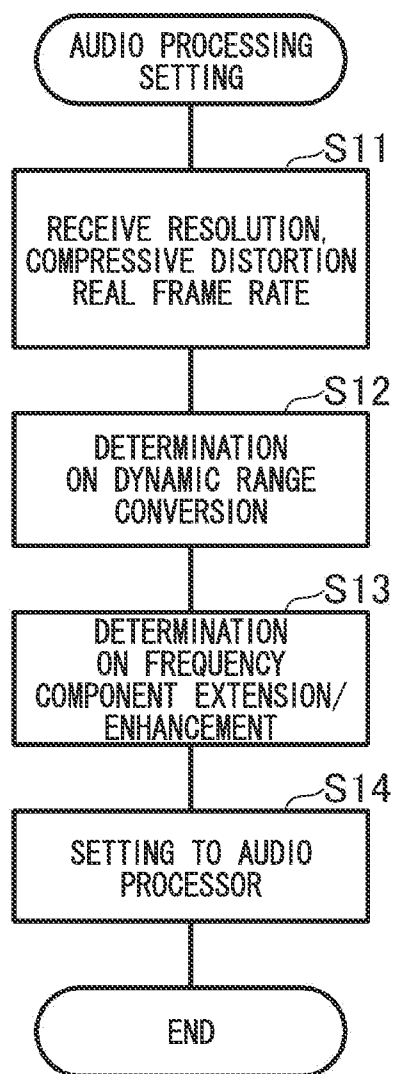 AUDIO PROCESSING
SETTING
S11
RECEIVE RESOLUTION,
COMPRESSIVE DISTORTION
REAL FRAME RATE
S12
DETERMINATION
ON DYNAMIC RANGE
CONVERSION
S13
DETERMINATION
ON FREQUENCY
COMPONENT EXTENSION/
ENHANCEMENT
S14
SETTING TO AUDIO
PROCESSOR
END